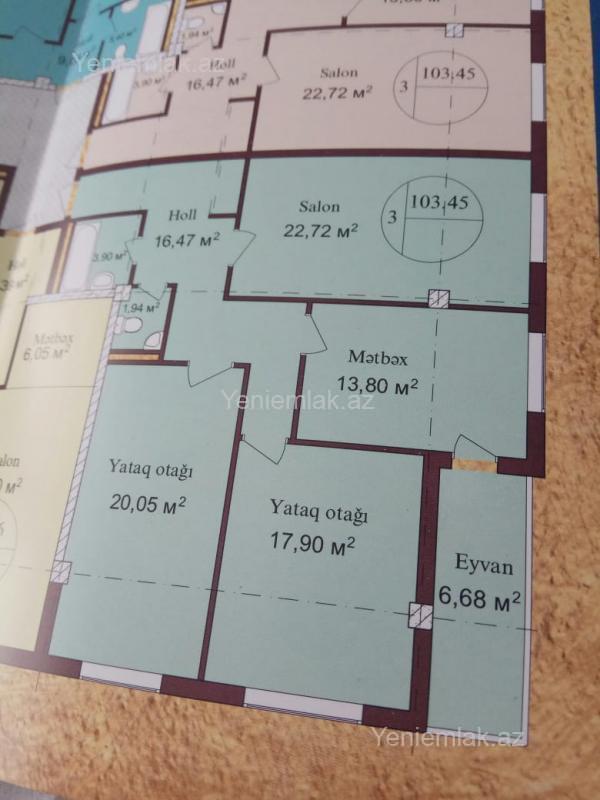 Yeniemlak.az
1,94 м²
3,90 м²
Holl
16,47 м²
Salon
22,72 м²
3
103,45
Holl
16,47 м²
Salon
22,72 м²
3
103,45
3,90 м²
1,94 м²
Mətbəx
6,05 м²
Mətbəx
13,80 м²
Yeniemlak.az
Yataq otağı
20,05 м²
Yataq otağı
17,90 м²
Eyvan
6,68 м²
Yeniemlak.az